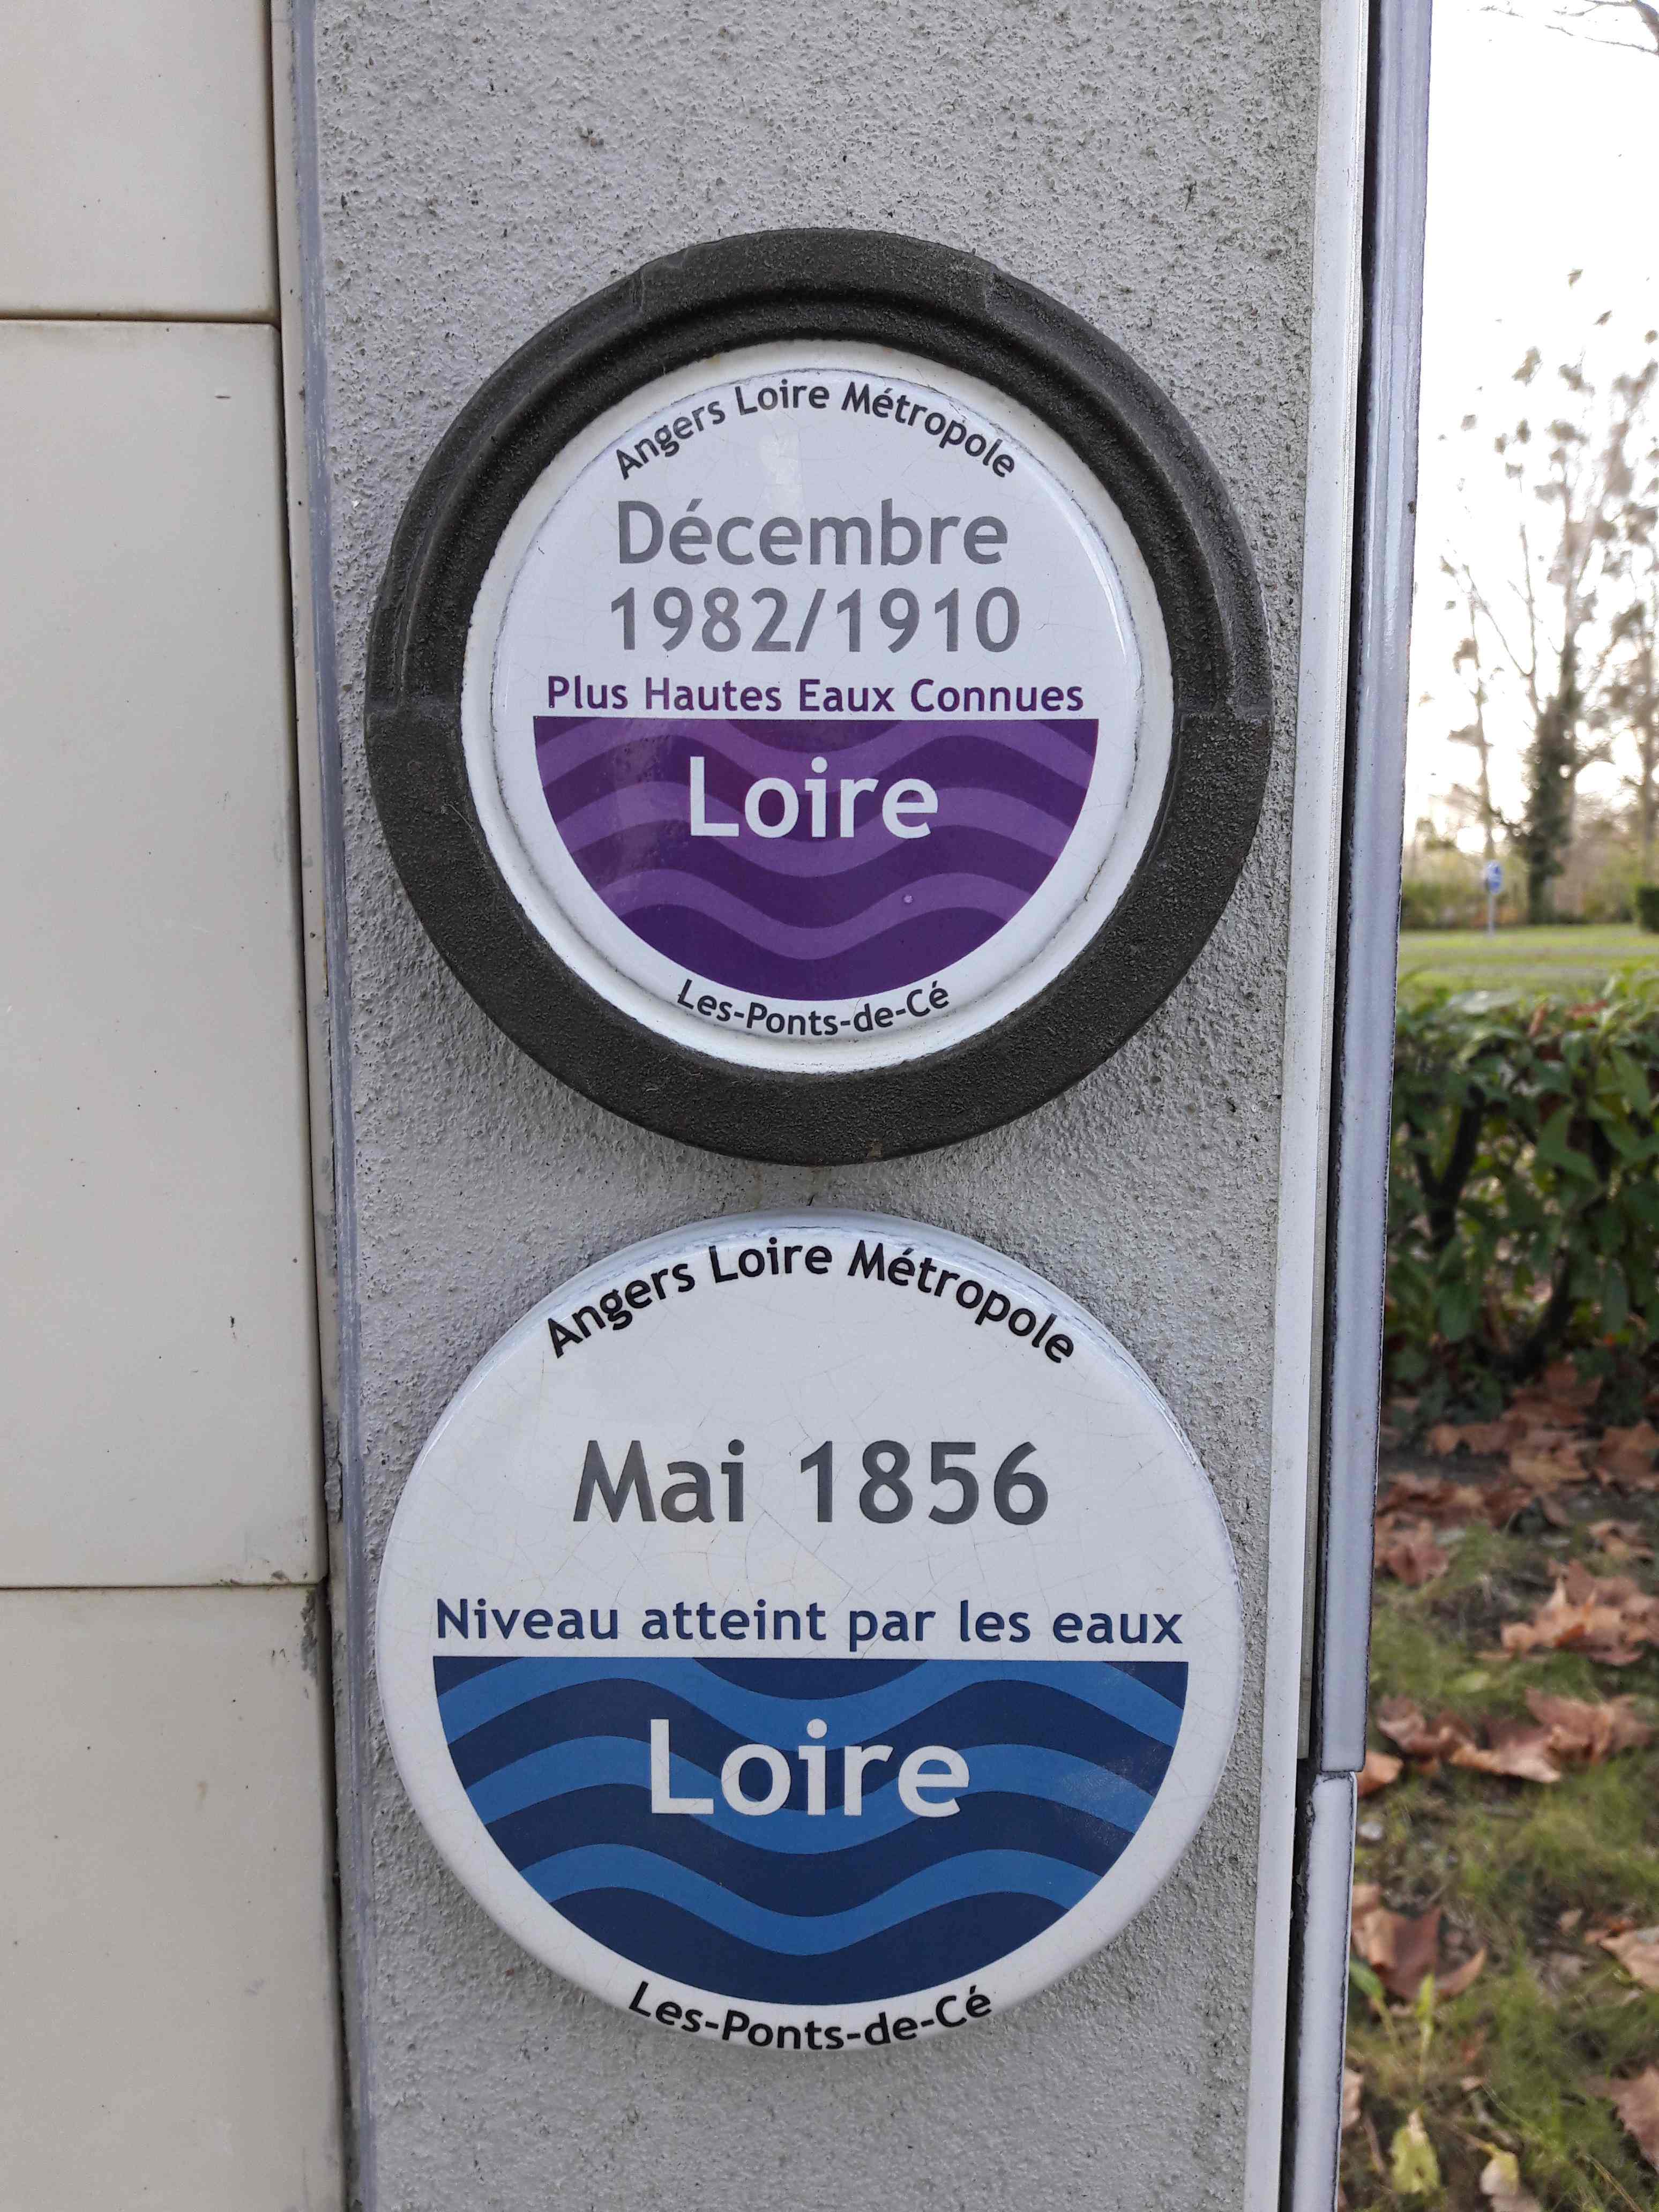 Angers Loire Métropole
Décembre
1982/1910
Plus Hautes Eaux Connues
Loire
Les-Ponts-de-Cé
Angers Loire Métropole
Mai 1856
Niveau atteint par les eaux
Loire
Les-Ponts-de-Cé